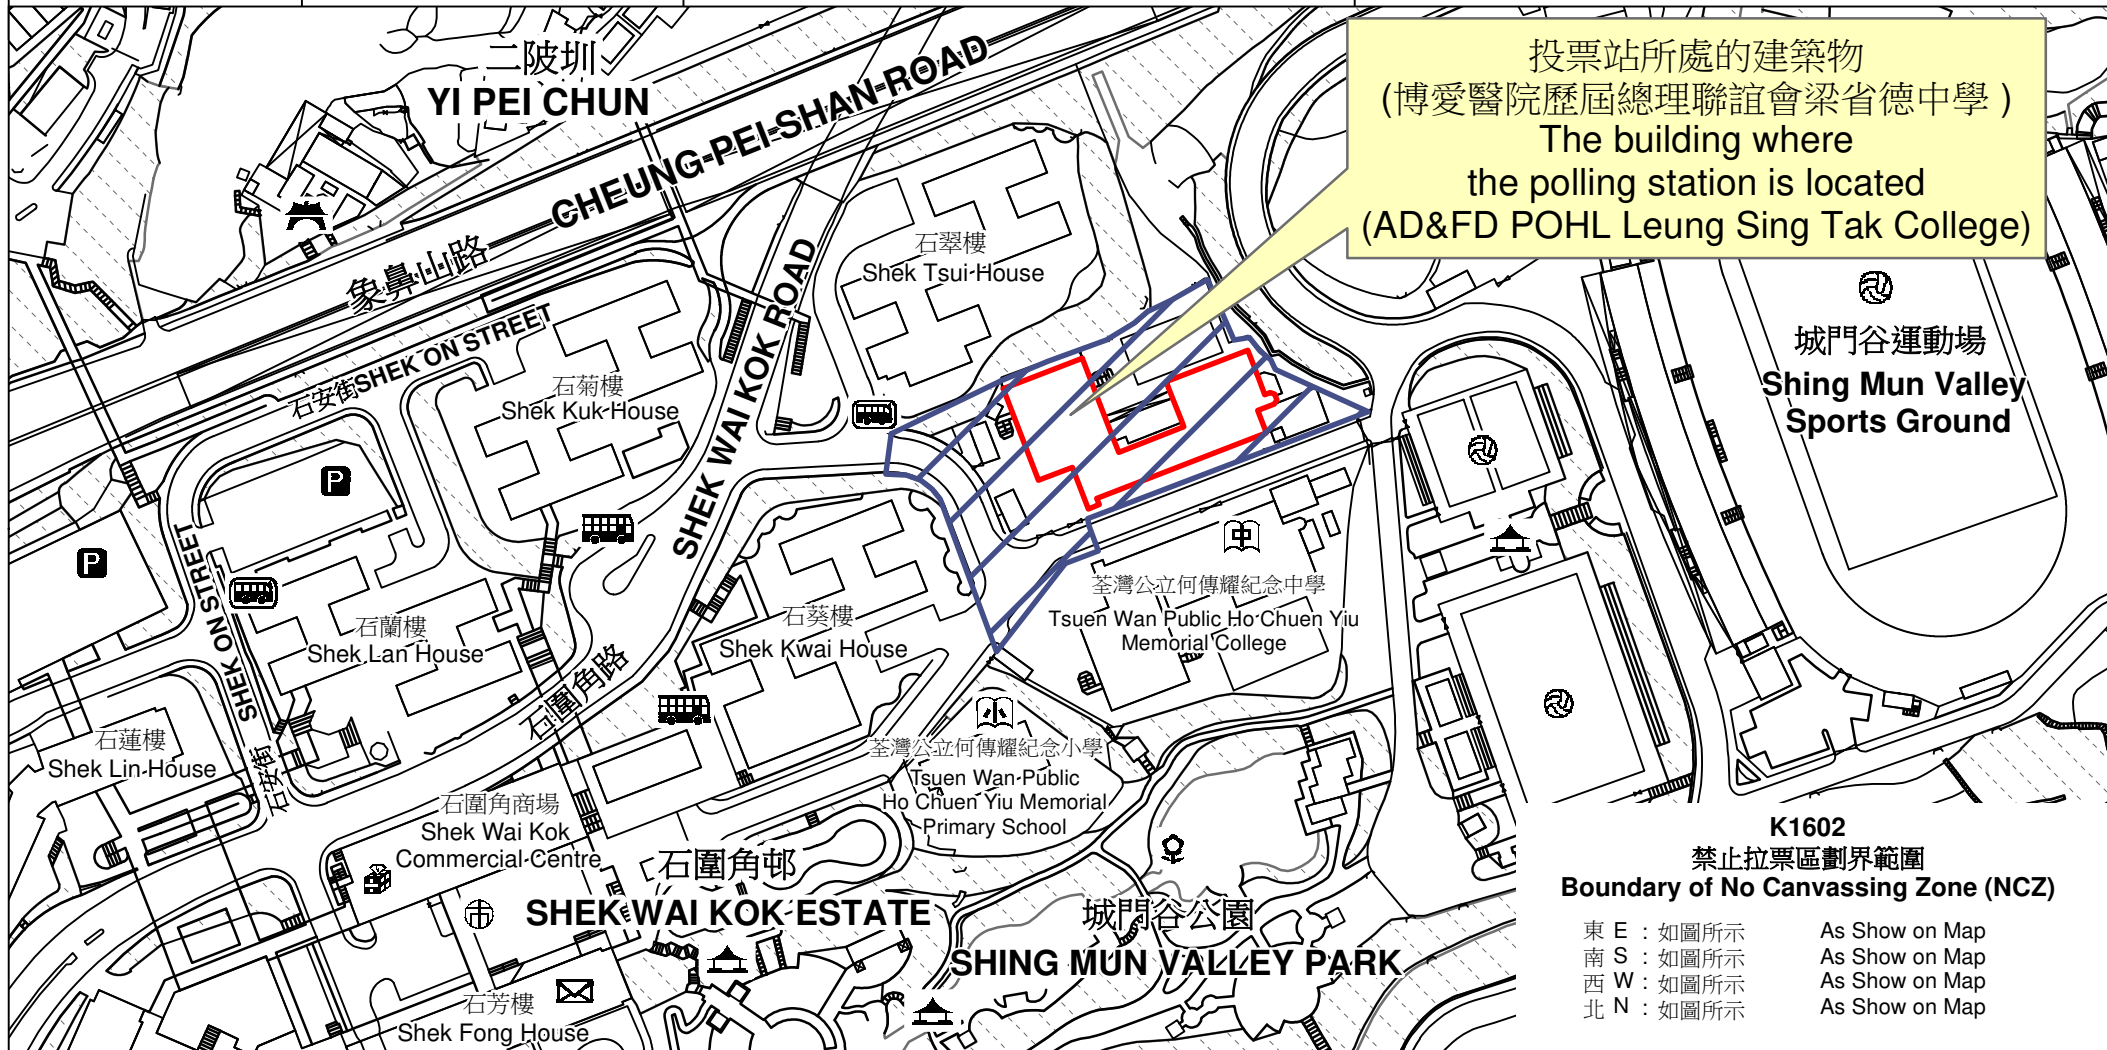 二陂圳
YI PEI CHUN
CHEUNG PEI SHAN ROAD
象鼻山路
投票站所處的建築物
(博愛醫院歷屆總理聯誼會梁省德中學 )
The building where
the polling station is located
(AD&FD POHL Leung Sing Tak College)
石翠樓
Shek Tsui House
SHEK WAI KOK ROAD
石安街 SHEK ON STREET
石菊樓
Shek Kuk House
城門谷運動場
Shing Mun Valley
Sports Ground
P
P
SHEK ON STREET
石安街
石蘭樓
Shek Lan House
石葵樓
Shek Kwai House
中
荃灣公立何傳耀紀念中學
Tsuen Wan Public Ho Chuen Yiu
Memorial College
石圍角路
石蓮樓
Shek Lin House
小
荃灣公立何傳耀紀念小學
Tsuen Wan Public
Ho Chuen Yiu Memorial
Primary School
石圍角商場
Shek Wai Kok
Commercial Centre
石圍角邨
SHEK WAI KOK ESTATE
市
城門谷公園
SHING MUN VALLEY PARK
石芳樓
Shek Fong House
K1602
禁止拉票區劃界範圍
Boundary of No Canvassing Zone (NCZ)
東 E : 如圖所示 As Show on Map
南 S : 如圖所示 As Show on Map
西 W : 如圖所示 As Show on Map
北 N : 如圖所示 As Show on Map